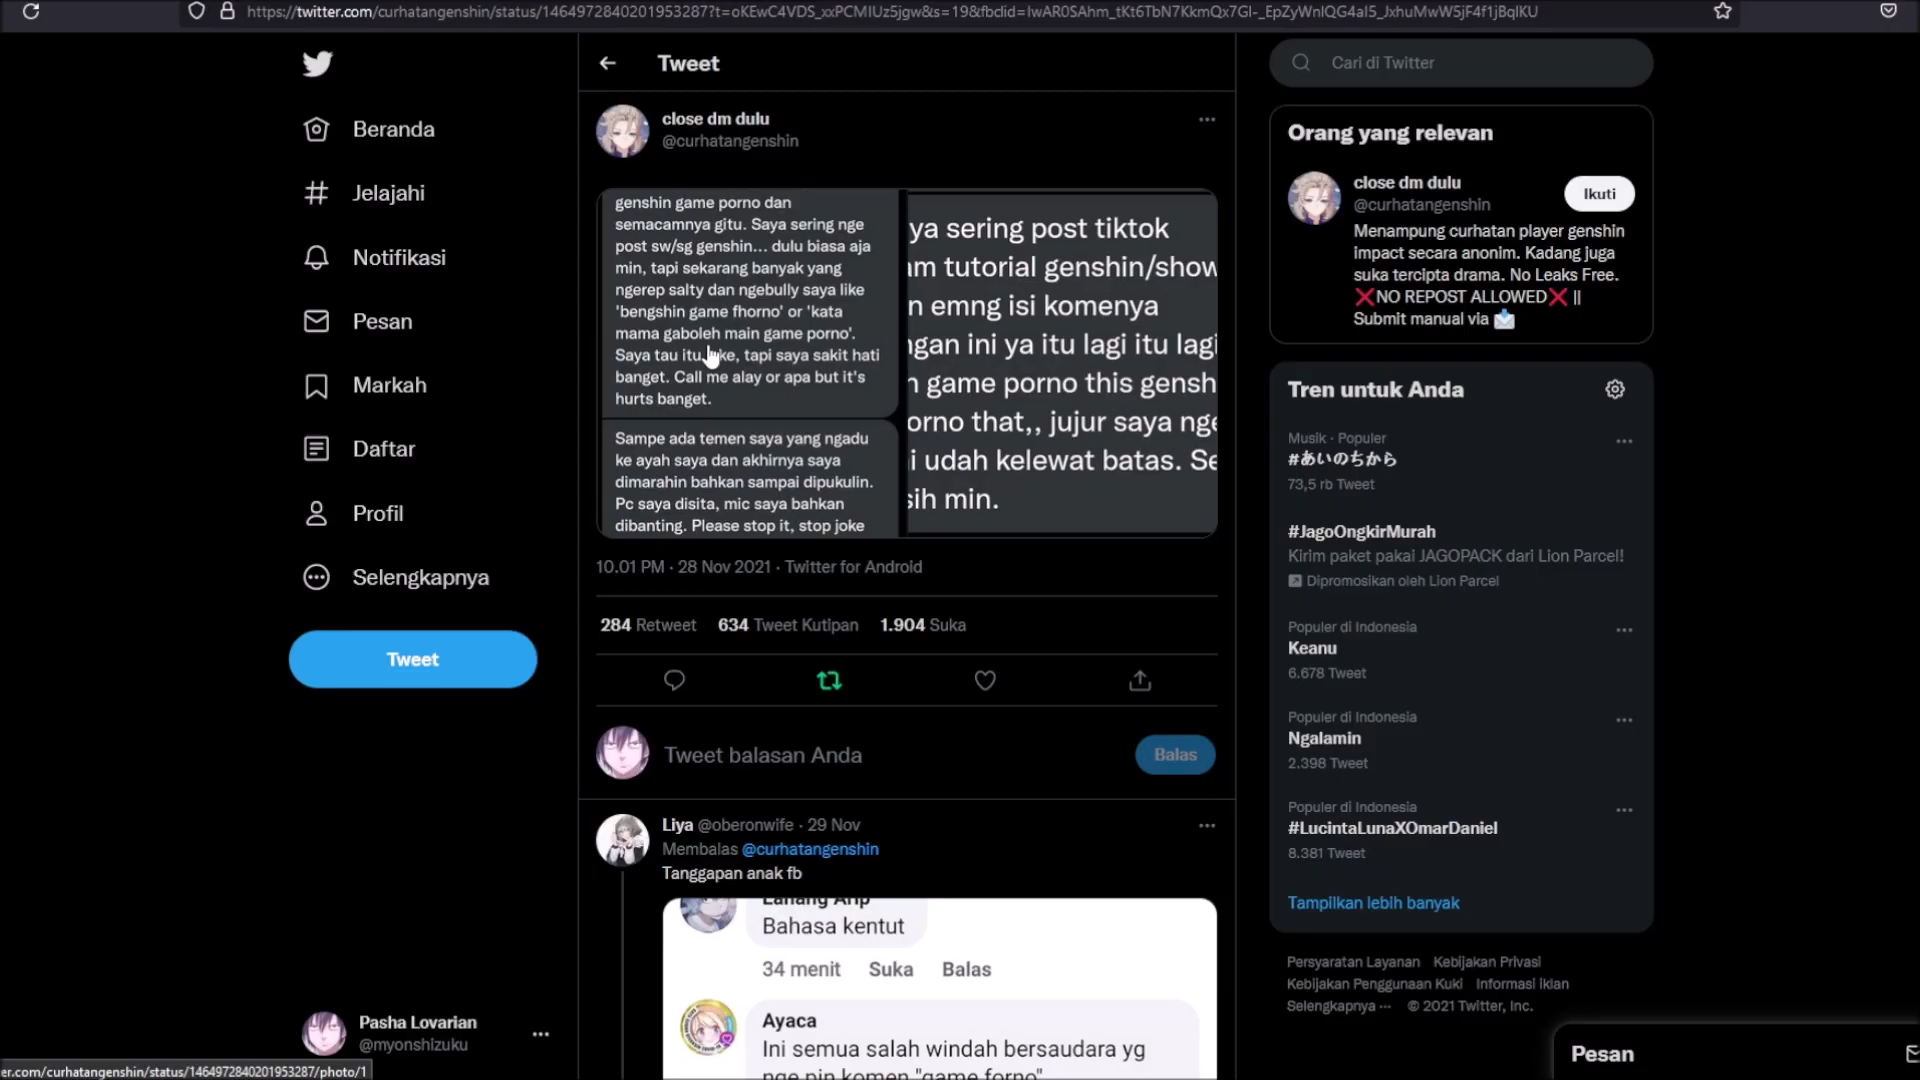 https://twitter.com/curhatangenshin/status/1464972840201953287?t=oKEwC4VDS_xxPCMIUz5jgw&s=19&fbclid=IwAR0SAhm_tKt6TbN7KkmQx7GI-_EpZyWnlQG4al5_JxhuMwW5jF4f1jBqlKU
Beranda
Jelajahi
Notifikasi
Pesan
Markah
Daftar
Profil
Selengkapnya
Tweet
Pasha Lovarian
@myonshizuku
er.com/curhatangenshin/status/1464972840201953287/photo/1
Tweet
close dm dulu
@curhatangenshin
genshin game porno dan
semacamnya gitu. Saya sering nge
post sw/sg genshin... dulu biasa aja
min, tapi sekarang banyak yang
ngerep salty dan ngebully saya like
'bengshin game fhorno' or 'kata
mama gaboleh main game porno'.
Saya tau itu ke, tapi saya sakit hati
banget. Call me alay or apa but it's
hurts banget.
Sampe ada temen saya yang ngadu
ke ayah saya dan akhirnya saya
dimarahin bahkan sampai dipukulin.
Pc saya disita, mic saya bahkan
dibanting. Please stop it, stop joke
ya sering post tiktok
am tutorial genshin/show
n emng isi komenya
ngan ini ya itu lagi itu lagi
n game porno this gensh
orno that,, jujur saya nge
i udah kelewat batas. Se
sih min.
10.01 PM · 28 Nov 2021 · Twitter for Android
284 Retweet 634 Tweet Kutipan 1.904 Suka
Tweet balasan Anda
Balas
Liya @oberonwife · 29 Nov
Membalas @curhatangenshin
Tanggapan anak fb
Lanang Arip
Bahasa kentut
34 menit Suka Balas
Ayaca
Ini semua salah windah bersaudara yg
nge pin komen "game forno"
Cari di Twitter
Orang yang relevan
close dm dulu
@curhatangenshin
Ikuti
Menampung curhatan player genshin
impact secara anonim. Kadang juga
suka tercipta drama. No Leaks Free.
❌NO REPOST ALLOWED❌ ||
Submit manual via 📩
Tren untuk Anda
Musik · Populer
#あいのちから
73,5 rb Tweet
#JagoOngkirMurah
Kirim paket pakai JAGOPACK dari Lion Parcel!
Dipromosikan oleh Lion Parcel
Populer di Indonesia
Keanu
6.678 Tweet
Populer di Indonesia
Ngalamin
2.398 Tweet
Populer di Indonesia
#LucintaLunaXOmarDaniel
8.381 Tweet
Tampilkan lebih banyak
Persyaratan Layanan Kebijakan Privasi
Kebijakan Penggunaan Kuki Informasi Iklan
Selengkapnya ··· © 2021 Twitter, Inc.
Pesan